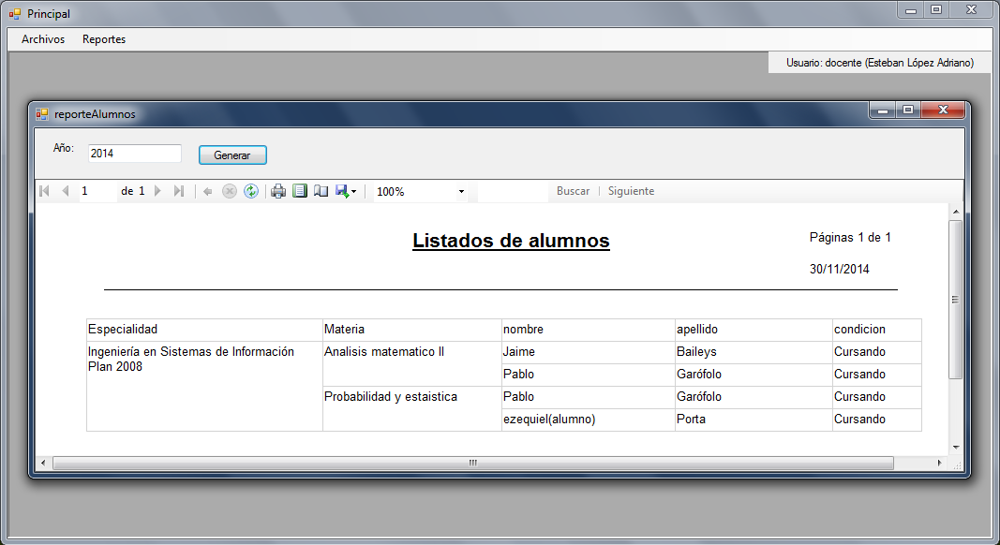 Principal
Archivos Reportes
Usuario: docente (Esteban López Adriano)
reporteAlumnos
Año: 2014 Generar
1 de 1 100% Buscar Siguiente
Listados de alumnos
Páginas 1 de 1
30/11/2014
Especialidad Materia nombre apellido condicion
Ingeniería en Sistemas de Información Analisis matematico II Jaime Baileys Cursando
Plan 2008 Pablo Garófolo Cursando
Probabilidad y estaistica Pablo Garófolo Cursando
ezequiel(alumno) Porta Cursando